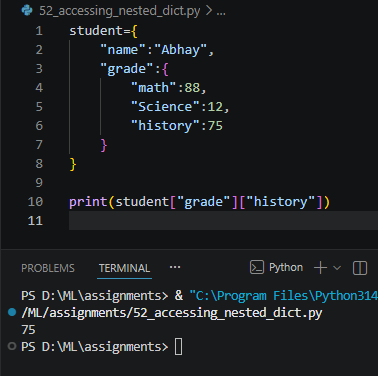 52_accessing_nested_dict.py > ...
1 student={
2     "name":"Abhay",
3     "grade":{
4         "math":88,
5         "Science":12,
6         "history":75
7     }
8 }
9
10 print(student["grade"]["history"])
11
PROBLEMS TERMINAL ... Python
PS D:\ML\assignments> & "C:\Program Files\Python314
/ML/assignments/52_accessing_nested_dict.py
75
PS D:\ML\assignments>